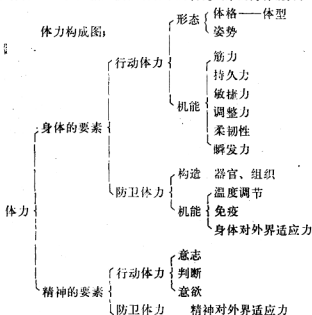 体力构成图：
形态
体格——体型
姿势
行动体力
筋力
持久力
敏捷力
机能
调整力
柔韧性
瞬发力
身体的要素
构造 器官、组织
防卫体力
温度调节
机能
免疫
身体对外界适应力
体力
意志
行动体力
判断
意欲
精神的要素
防卫体力 精神对外界适应力